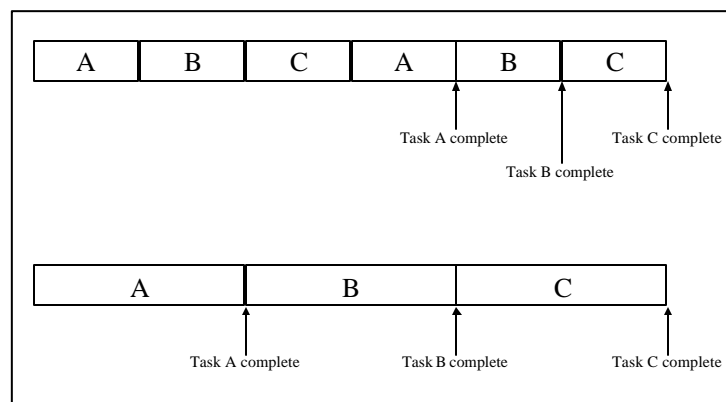 A B C A B C
Task A complete Task C complete
Task B complete
A B C
Task A complete Task B complete Task C complete